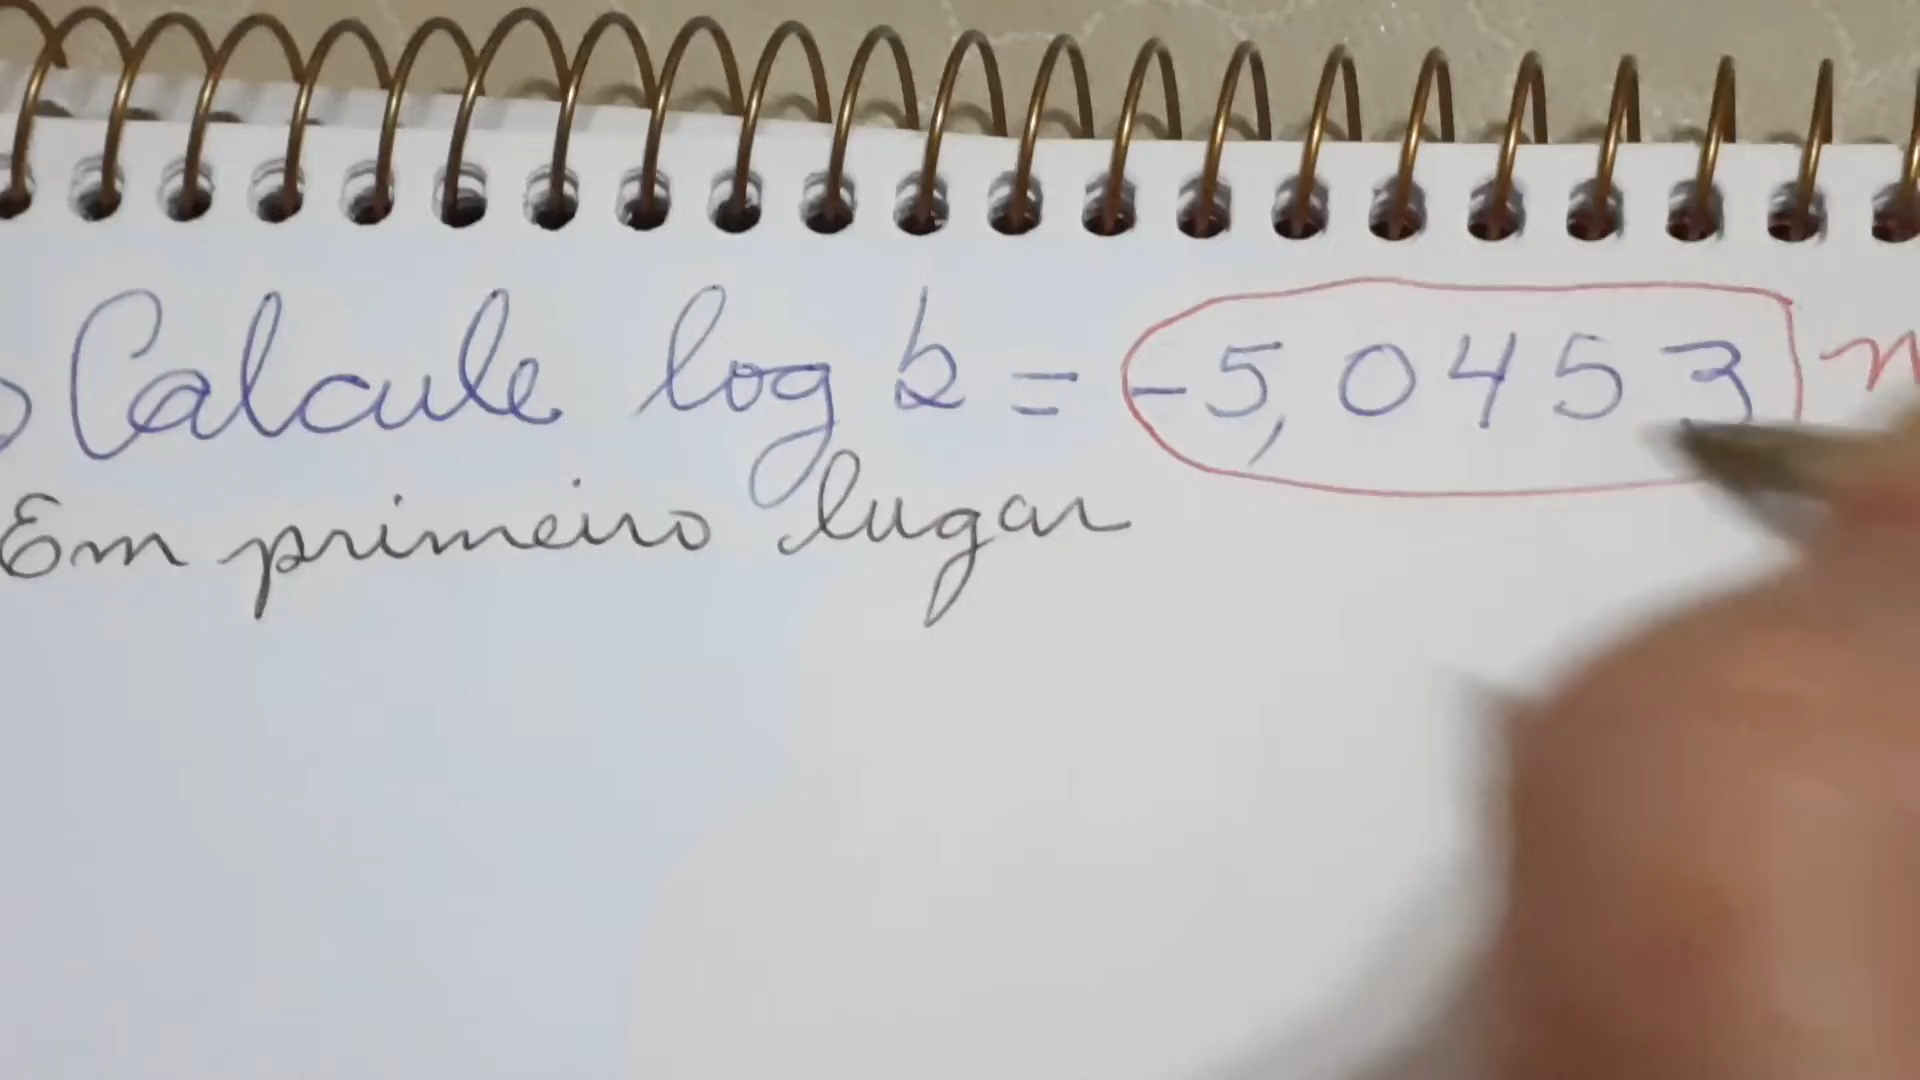 Calcule log b = -5,0453
Em primeiro lugar